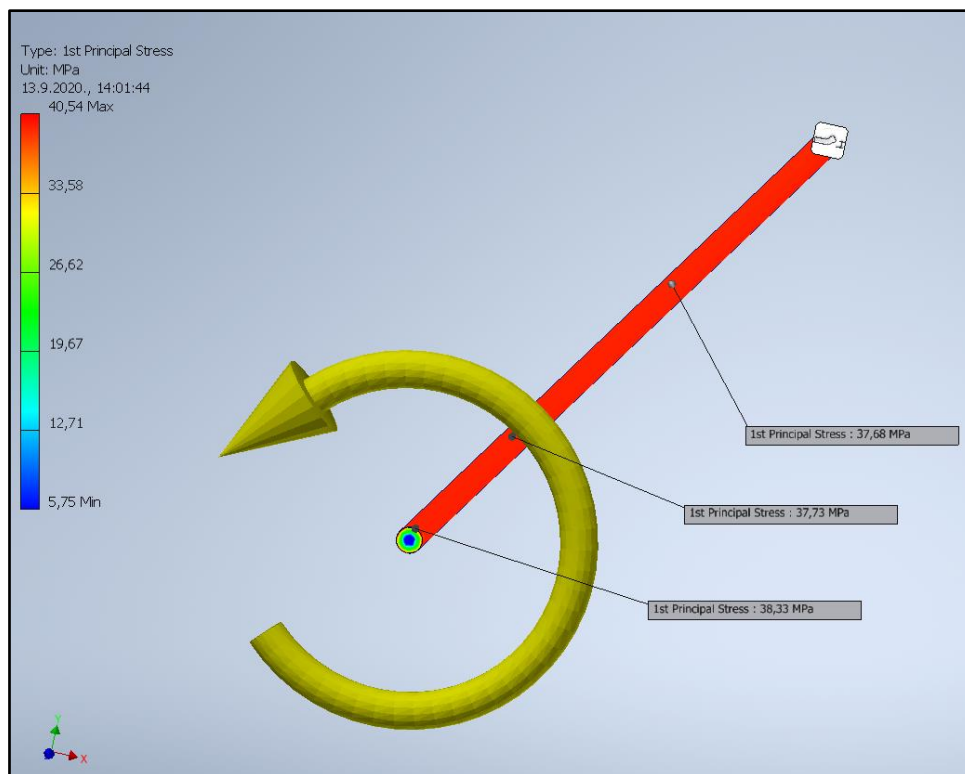 Type: 1st Principal Stress
Unit: MPa
13.9.2020., 14:01:44
40,54 Max
33,58
26,62
19,67
12,71
5,75 Min
1st Principal Stress : 37,68 MPa
1st Principal Stress : 37,73 MPa
1st Principal Stress : 38,33 MPa
Y
X